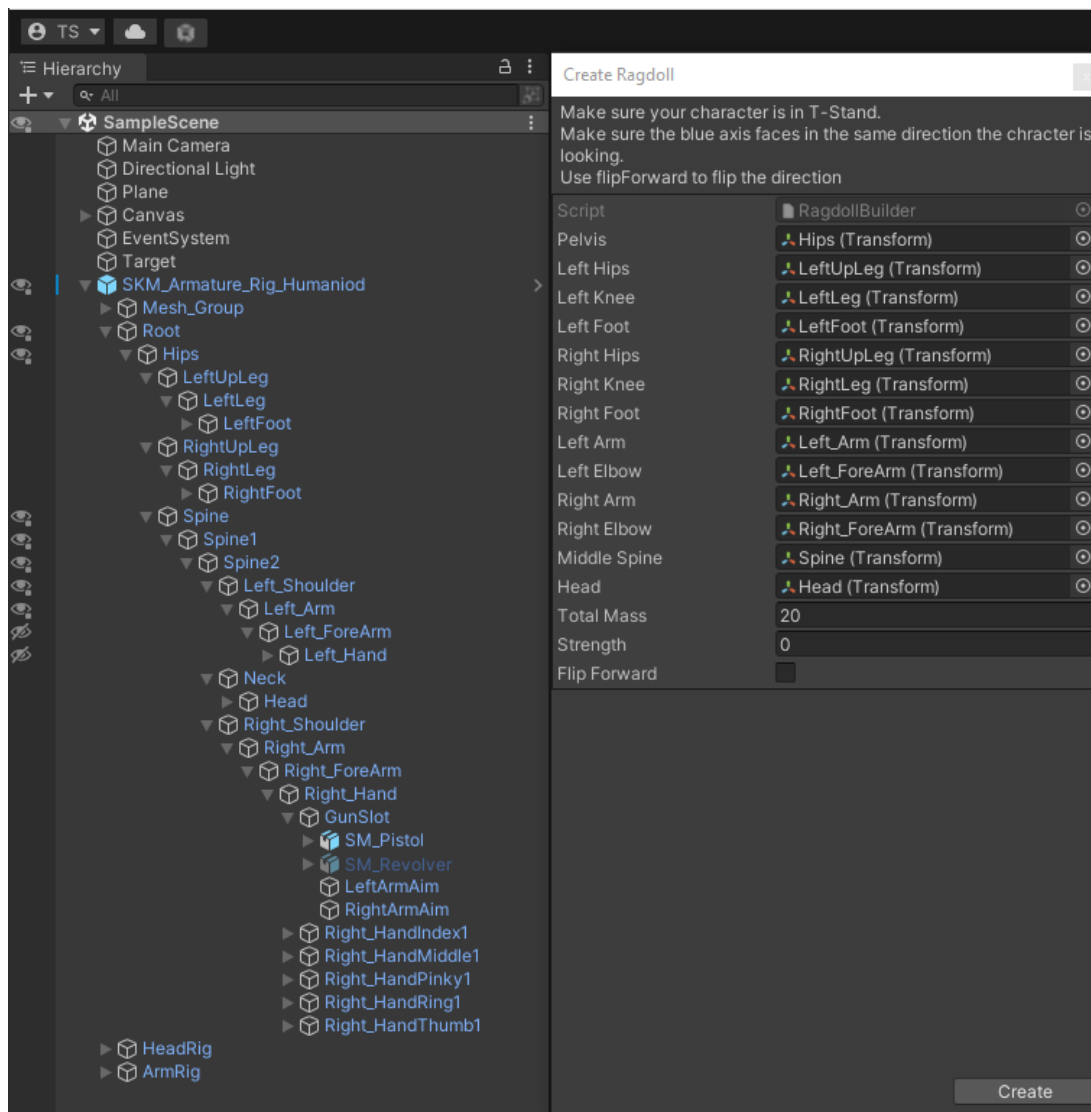 TS
Hierarchy
All
SampleScene
Main Camera
Directional Light
Plane
Canvas
EventSystem
Target
SKM_Armature_Rig_Humaniod
Mesh_Group
Root
Hips
LeftUpLeg
LeftLeg
LeftFoot
RightUpLeg
RightLeg
RightFoot
Spine
Spine1
Spine2
Left_Shoulder
Left_Arm
Left_ForeArm
Left_Hand
Neck
Head
Right_Shoulder
Right_Arm
Right_ForeArm
Right_Hand
GunSlot
SM_Pistol
SM_Revolver
LeftArmAim
RightArmAim
Right_HandIndex1
Right_HandMiddle1
Right_HandPinky1
Right_HandRing1
Right_HandThumb1
HeadRig
ArmRig
Create Ragdoll
Make sure your character is in T-Stand.
Make sure the blue axis faces in the same direction the chracter is
looking.
Use flipForward to flip the direction
Script RagdollBuilder
Pelvis Hips (Transform)
Left Hips LeftUpLeg (Transform)
Left Knee LeftLeg (Transform)
Left Foot LeftFoot (Transform)
Right Hips RightUpLeg (Transform)
Right Knee RightLeg (Transform)
Right Foot RightFoot (Transform)
Left Arm Left_Arm (Transform)
Left Elbow Left_ForeArm (Transform)
Right Arm Right_Arm (Transform)
Right Elbow Right_ForeArm (Transform)
Middle Spine Spine (Transform)
Head Head (Transform)
Total Mass 20
Strength 0
Flip Forward
Create